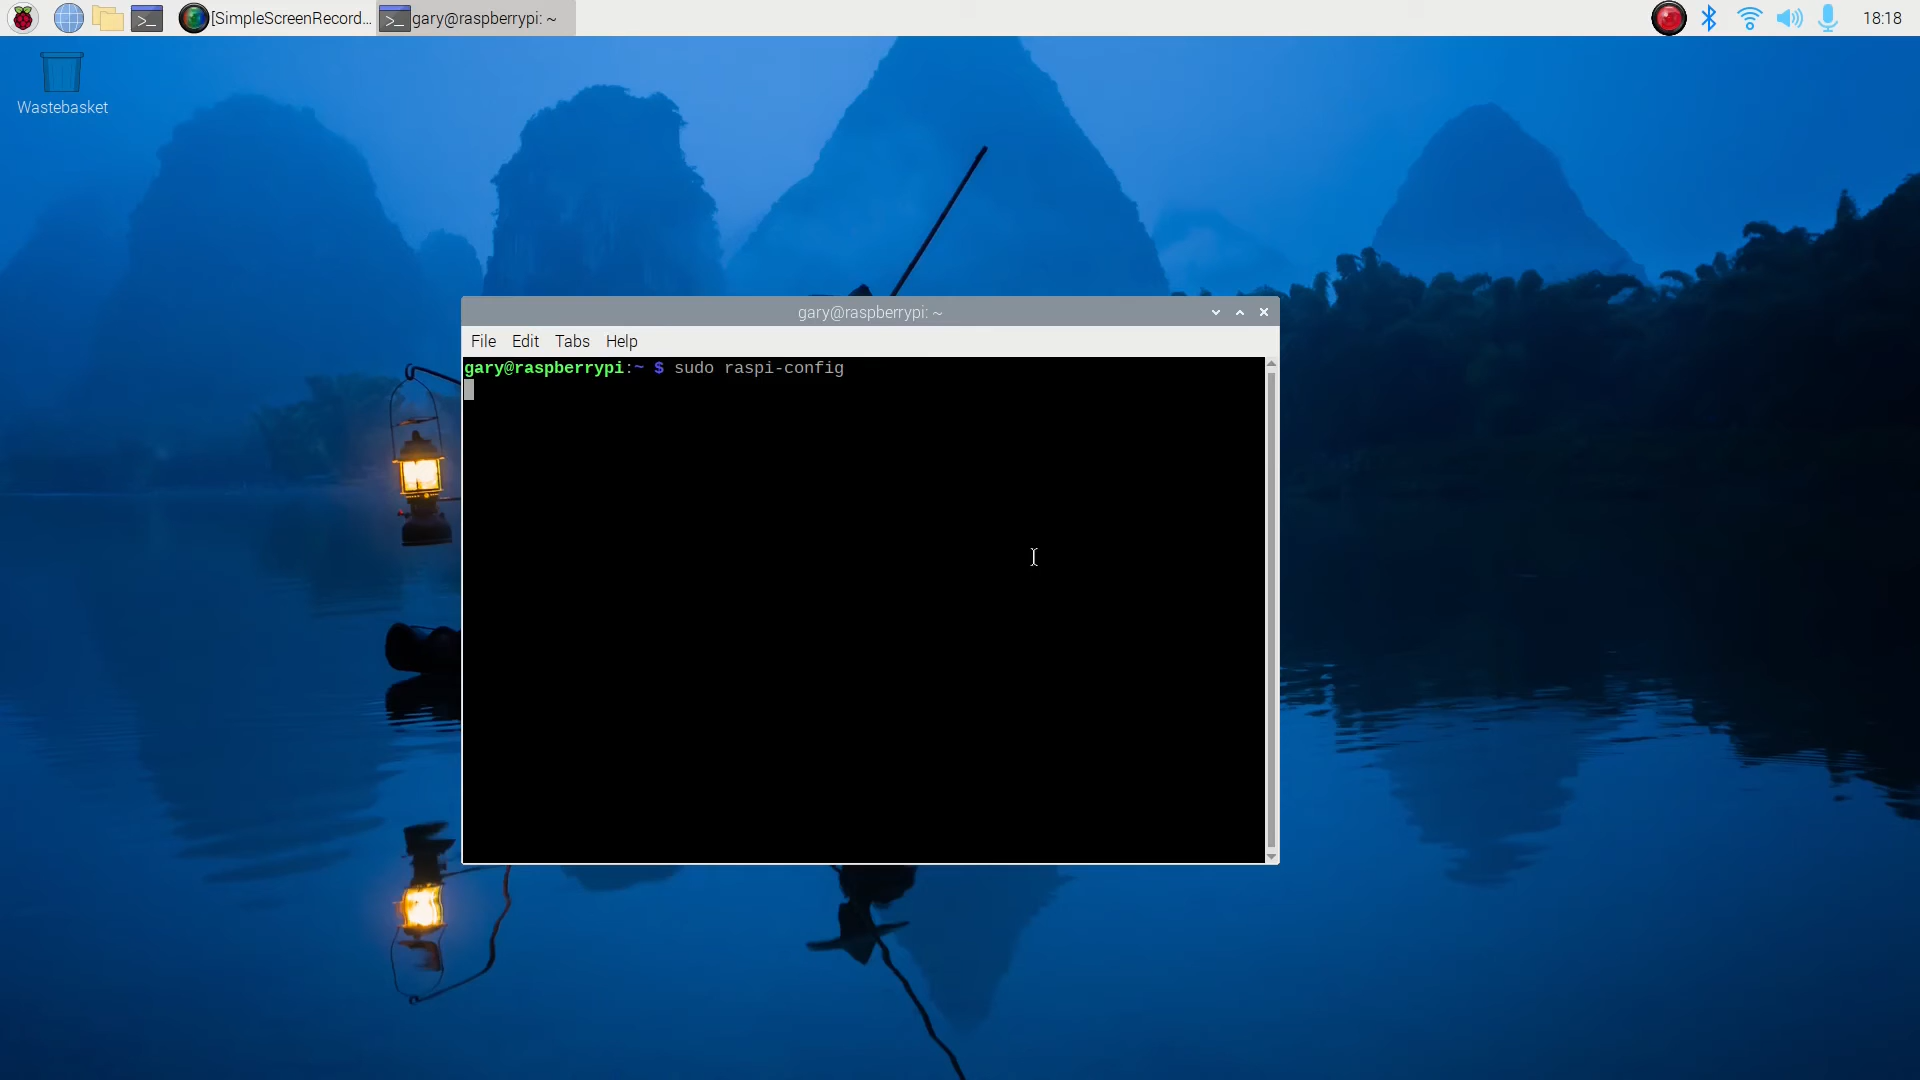 [SimpleScreenRecord... gary@raspberrypi: ~ 18:18
Wastebasket
gary@raspberrypi: ~
File Edit Tabs Help
gary@raspberrypi:~ $ sudo raspi-config